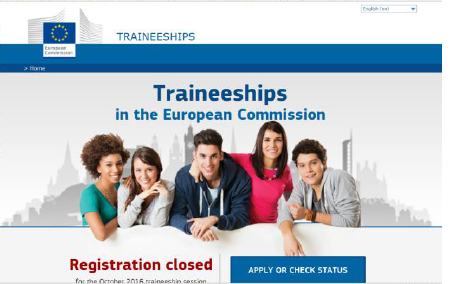 English (en)
European
Commission
TRAINEESHIPS
> Home
Traineeships
in the European Commission
Registration closed
for the October 2016 traineeship session
APPLY OR CHECK STATUS